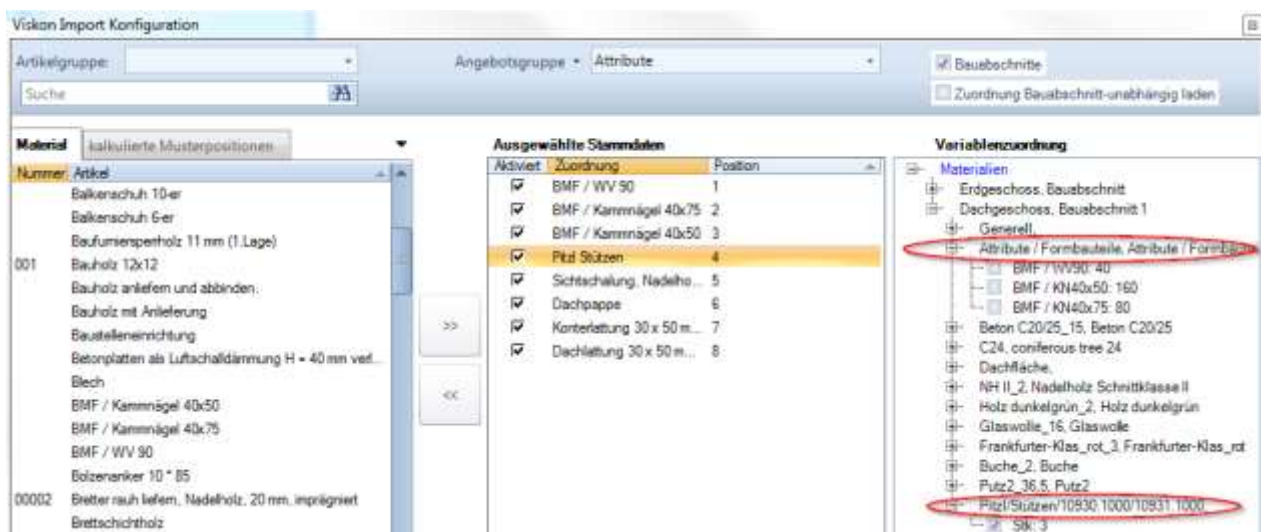 Viskon Import Konfiguration
Artikelgruppe:
Angebotsgruppe
Attribute
Bauabschnitte
Suche
Zuordnung Bauabschnitt-unabhängig laden
Material
kalkulierte Musterpositionen
Ausgewählte Stammdaten
Variablenzuordnung
Nummer Artikel
Balkenschuh 10-er
Balkenschuh 6-er
Baufurniersperrholz 11 mm (1.Lage)
001 Bauholz 12x12
Bauholz anliefern und abbinden.
Bauholz mit Anlieferung
Baustelleneinrichtung
Betonplatten als Luftschalldämmung H = 40 mm verl...
Blech
BMF / Kammnägel 40x50
BMF / Kammnägel 40x75
BMF / WV 90
Bolzenanker 10 * 85
00002 Bretter rauh liefern, Nadelholz, 20 mm, imprägniert
Brettschichtholz
>>
<<
Aktiviert Zuordnung Position
BMF / WV 90 1
BMF / Kammnägel 40x75 2
BMF / Kammnägel 40x50 3
Pitzl Stützen 4
Sichtschalung, Nadelho... 5
Dachpappe 6
Konterlattung 30 x 50 m... 7
Dachlattung 30 x 50 m... 8
Materialien
Erdgeschoss, Bauabschnitt
Dachgeschoss, Bauabschnitt 1
Generell,
Attribute / Formbauteile, Attribute / Formbau
BMF / WV90: 40
BMF / KN40x50: 160
BMF / KN40x75: 80
Beton C20/25_15, Beton C20/25
C24, coniferous tree 24
Dachfläche,
NH II_2, Nadelholz Schnittklasse II
Holz dunkelgrün_2, Holz dunkelgrün
Glaswolle_16, Glaswolle
Frankfurter-Klas_rot_3, Frankfurter-Klas_rot
Buche_2, Buche
Putz2_36,5, Putz2
Pitzl/Stützen/10930.1000/10931.1000
Stk: 3